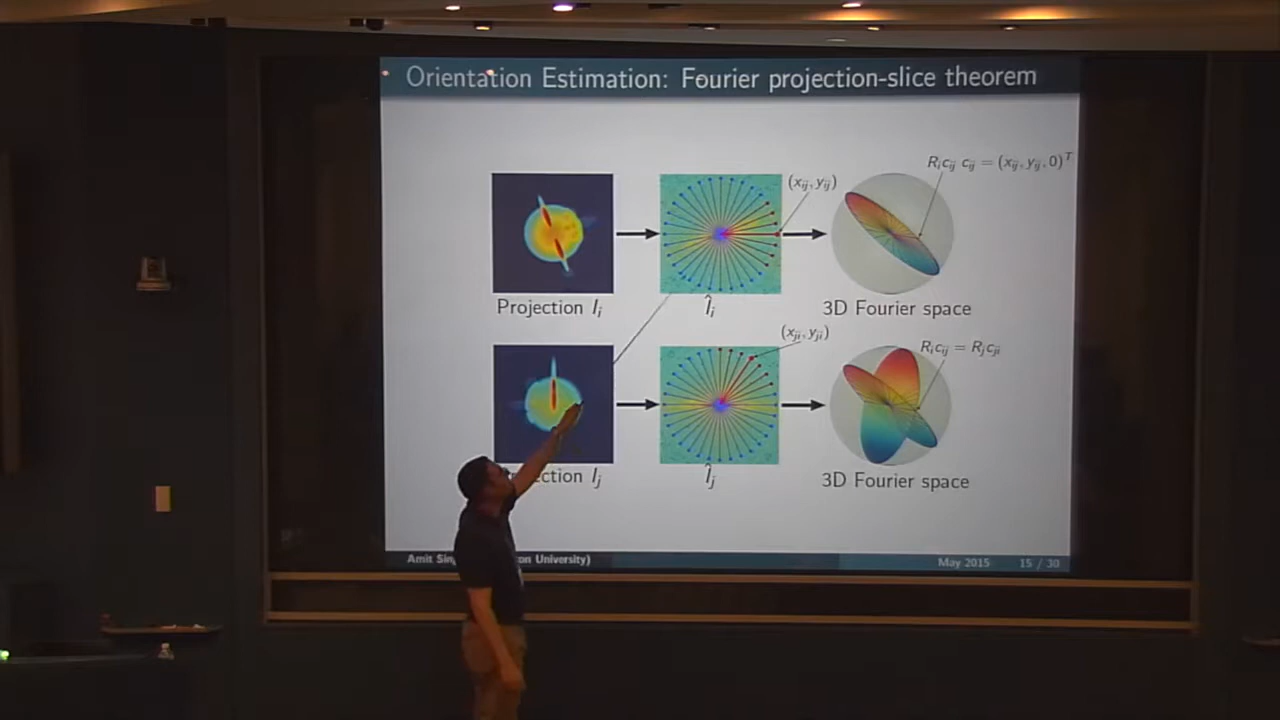 Orientation Estimation: Fourier projection-slice theorem
R_i c_ij c_ij = (x_ij, y_ij, 0)^T
(x_ij, y_ij)
Projection I_i
Î_i
3D Fourier space
(x_ji, y_ji)
R_i c_ij = R_j c_ji
ection I_j
Î_j
3D Fourier space
Amit Sin on University)
May 2015 15 / 30